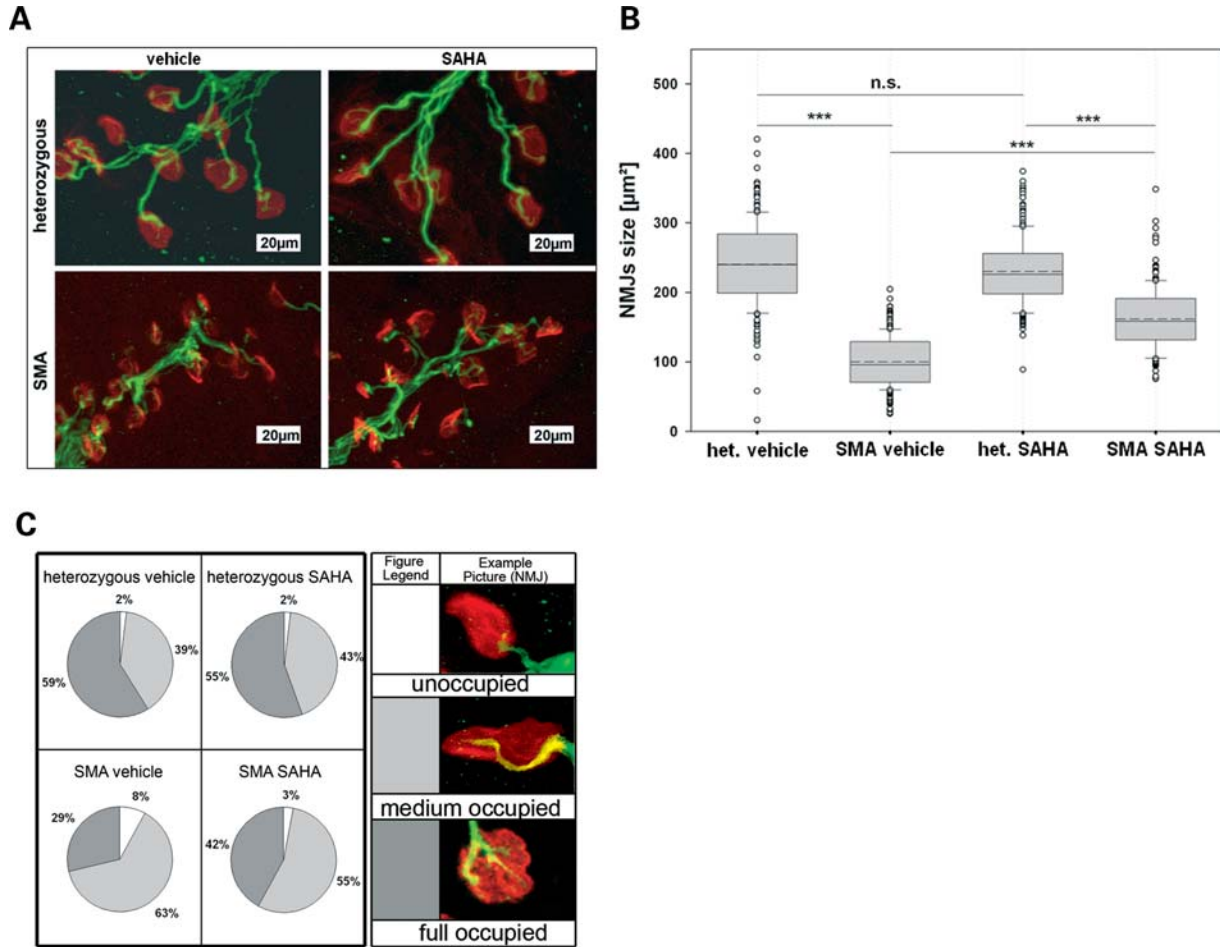 A
vehicle
SAHA
heterozygous
20µm
20µm
SMA
20µm
20µm
B
NMJs size [µm²]
500
400
300
200
100
0
n.s.
***
***
***
het. vehicle
SMA vehicle
het. SAHA
SMA SAHA
C
heterozygous vehicle
2%
39%
59%
heterozygous SAHA
2%
43%
55%
SMA vehicle
8%
29%
63%
SMA SAHA
3%
42%
55%
Figure
Legend
Example
Picture (NMJ)
unoccupied
medium occupied
full occupied